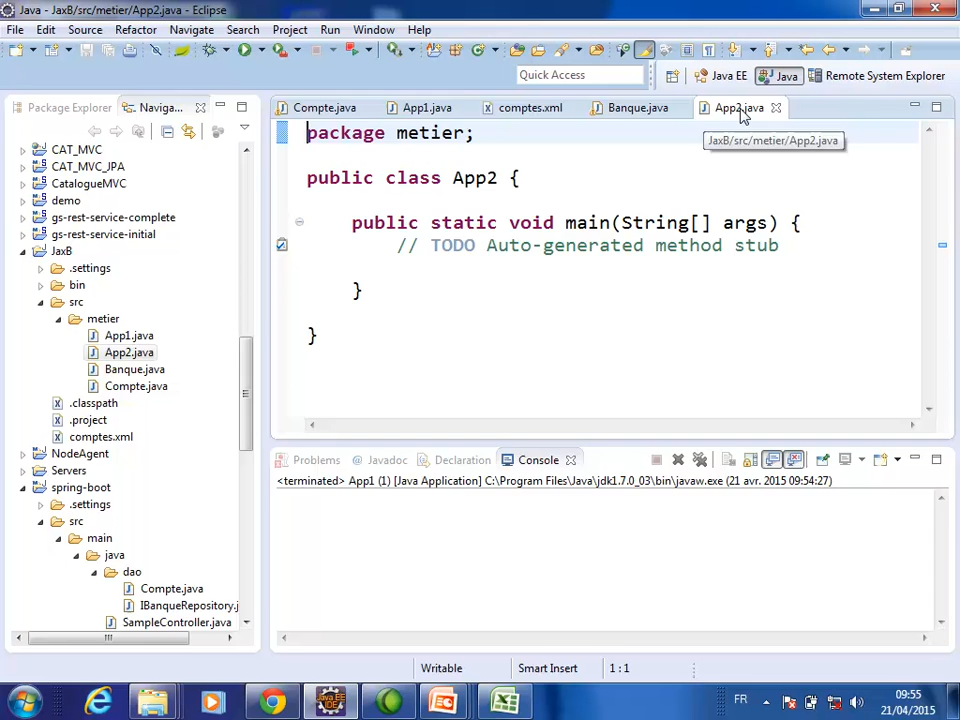 Java - JaxB/src/metier/App2.java - Eclipse
File Edit Source Refactor Navigate Search Project Run Window Help
Quick Access
Java EE Java Remote System Explorer
Package Explorer Naviga...
Compte.java App1.java comptes.xml Banque.java App2.java
JaxB/src/metier/App2.java
CAT_MVC
CAT_MVC_JPA
CatalogueMVC
demo
gs-rest-service-complete
gs-rest-service-initial
JaxB
.settings
bin
src
metier
App1.java
App2.java
Banque.java
Compte.java
.classpath
.project
comptes.xml
NodeAgent
Servers
spring-boot
.settings
src
main
java
dao
Compte.java
IBanqueRepository.j
SampleController.java
package metier;
public class App2 {
public static void main(String[] args) {
// TODO Auto-generated method stub
}
}
Problems @ Javadoc Declaration Console
<terminated> App1 (1) [Java Application] C:\Program Files\Java\jdk1.7.0_03\bin\javaw.exe (21 avr. 2015 09:54:27)
Writable Smart Insert 1 : 1
Java EE
IDE
FR
09:55
21/04/2015